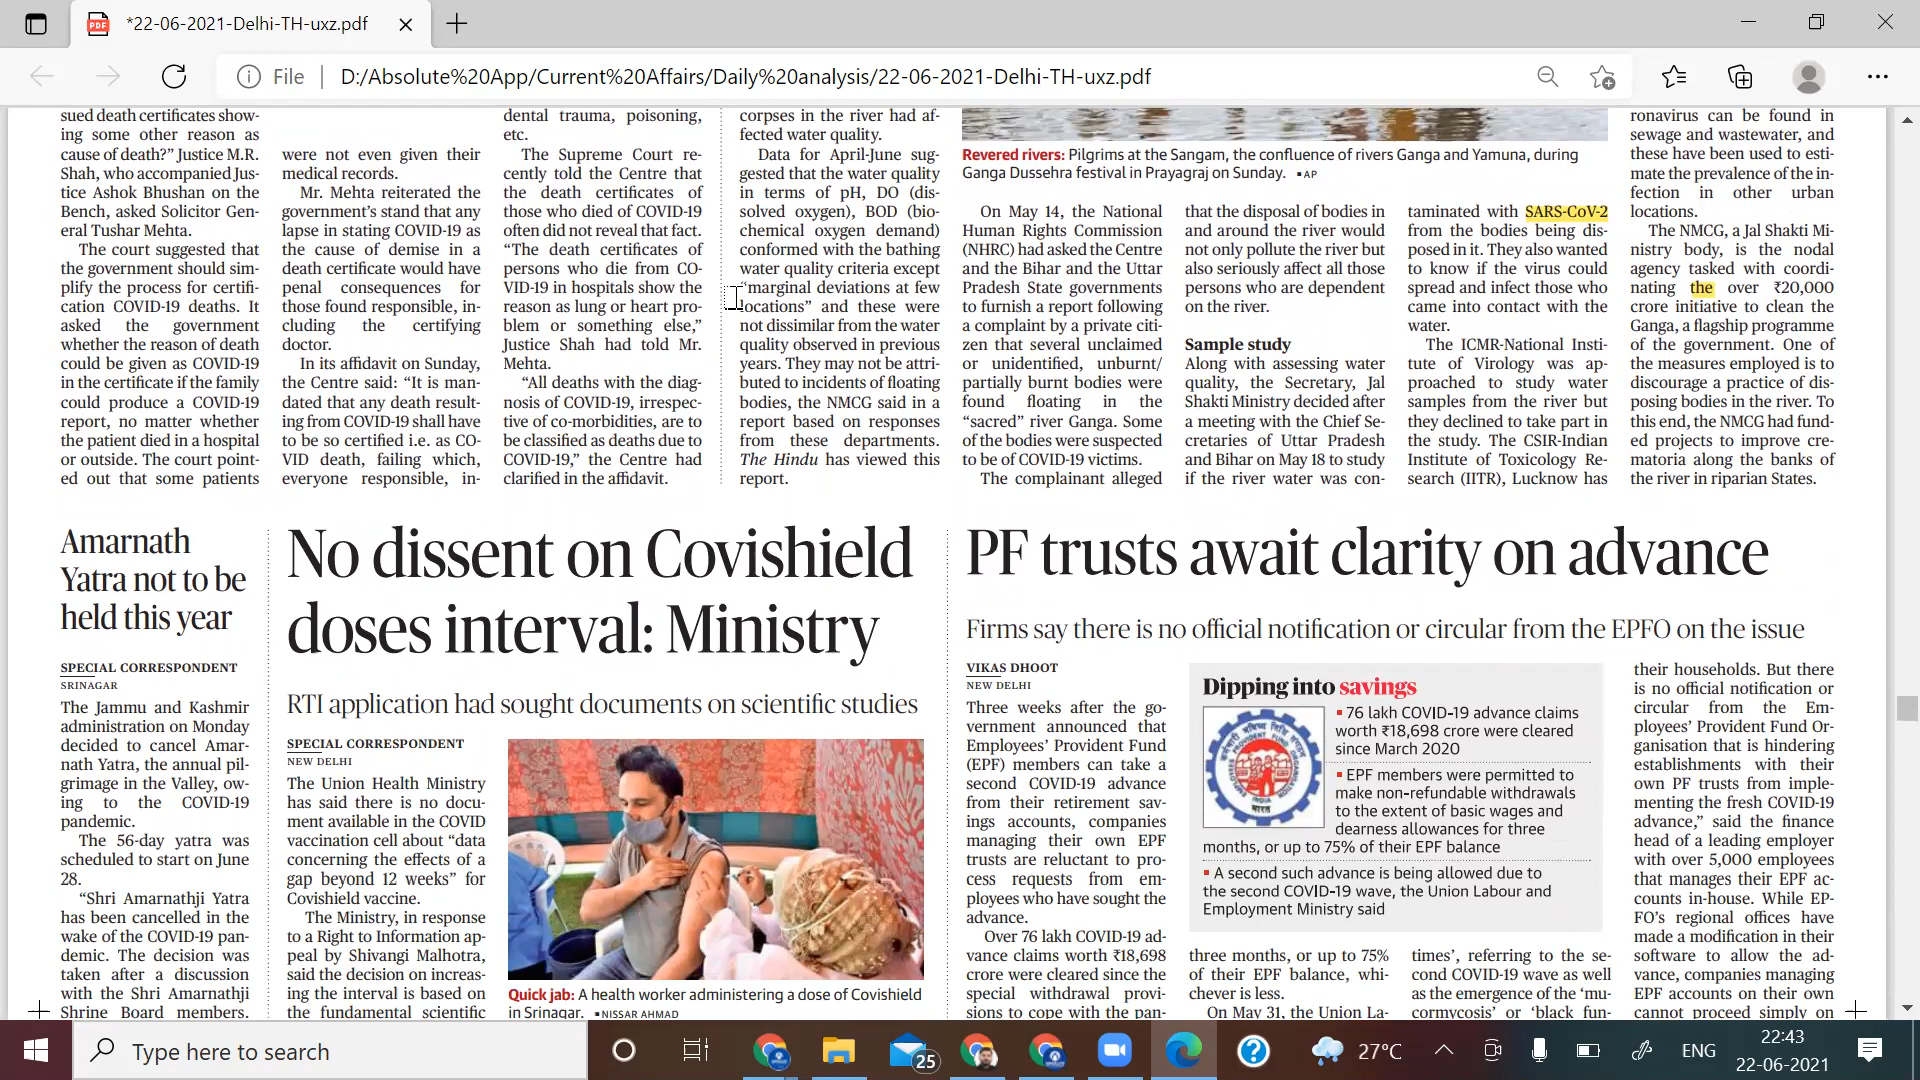 *22-06-2021-Delhi-TH-uxz.pdf
File
D:/Absolute%20App/Current%20Affairs/Daily%20analysis/22-06-2021-Delhi-TH-uxz.pdf
sued death certificates show-
ing some other reason as
cause of death?” Justice M.R.
Shah, who accompanied Jus-
tice Ashok Bhushan on the
Bench, asked Solicitor Gen-
eral Tushar Mehta.
The court suggested that
the government should sim-
plify the process for certifi-
cation COVID-19 deaths. It
asked the government
whether the reason of death
could be given as COVID-19
in the certificate if the family
could produce a COVID-19
report, no matter whether
the patient died in a hospital
or outside. The court point-
ed out that some patients
were not even given their
medical records.
Mr. Mehta reiterated the
government’s stand that any
lapse in stating COVID-19 as
the cause of demise in a
death certificate would have
penal consequences for
those found responsible, in-
cluding the certifying
doctor.
In its affidavit on Sunday,
the Centre said: “It is man-
dated that any death result-
ing from COVID-19 shall have
to be so certified i.e. as CO-
VID death, failing which,
everyone responsible, in-
dental trauma, poisoning,
etc.
The Supreme Court re-
cently told the Centre that
the death certificates of
those who died of COVID-19
often did not reveal that fact.
“The death certificates of
persons who die from CO-
VID-19 in hospitals show the
reason as lung or heart pro-
blem or something else,”
Justice Shah had told Mr.
Mehta.
“All deaths with the diag-
nosis of COVID-19, irrespec-
tive of co-morbidities, are to
be classified as deaths due to
COVID-19,” the Centre had
clarified in the affidavit.
corpses in the river had af-
fected water quality.
Data for April-June sug-
gested that the water quality
in terms of pH, DO (dis-
solved oxygen), BOD (bio-
chemical oxygen demand)
conformed with the bathing
water quality criteria except
“marginal deviations at few
locations” and these were
not dissimilar from the water
quality observed in previous
years. They may not be attri-
buted to incidents of floating
bodies, the NMCG said in a
report based on responses
from these departments.
The Hindu has viewed this
report.
Revered rivers: Pilgrims at the Sangam, the confluence of rivers Ganga and Yamuna, during
Ganga Dussehra festival in Prayagraj on Sunday. ▪AP
On May 14, the National
Human Rights Commission
(NHRC) had asked the Centre
and the Bihar and the Uttar
Pradesh State governments
to furnish a report following
a complaint by a private citi-
zen that several unclaimed
or unidentified, unburnt/
partially burnt bodies were
found floating in the
“sacred” river Ganga. Some
of the bodies were suspected
to be of COVID-19 victims.
The complainant alleged
that the disposal of bodies in
and around the river would
not only pollute the river but
also seriously affect all those
persons who are dependent
on the river.
Sample study
Along with assessing water
quality, the Secretary, Jal
Shakti Ministry decided after
a meeting with the Chief Se-
cretaries of Uttar Pradesh
and Bihar on May 18 to study
if the river water was con-
taminated with SARS-CoV-2
from the bodies being dis-
posed in it. They also wanted
to know if the virus could
spread and infect those who
came into contact with the
water.
The ICMR-National Insti-
tute of Virology was ap-
proached to study water
samples from the river but
they declined to take part in
the study. The CSIR-Indian
Institute of Toxicology Re-
search (IITR), Lucknow has
ronavirus can be found in
sewage and wastewater, and
these have been used to esti-
mate the prevalence of the in-
fection in other urban
locations.
The NMCG, a Jal Shakti Mi-
nistry body, is the nodal
agency tasked with coordi-
nating the over ₹20,000
crore initiative to clean the
Ganga, a flagship programme
of the government. One of
the measures employed is to
discourage a practice of dis-
posing bodies in the river. To
this end, the NMCG had fund-
ed projects to improve cre-
matoria along the banks of
the river in riparian States.
Amarnath
Yatra not to be
held this year
SPECIAL CORRESPONDENT
SRINAGAR
The Jammu and Kashmir
administration on Monday
decided to cancel Amar-
nath Yatra, the annual pil-
grimage in the Valley, ow-
ing to the COVID-19
pandemic.
The 56-day yatra was
scheduled to start on June
28.
“Shri Amarnathji Yatra
has been cancelled in the
wake of the COVID-19 pan-
demic. The decision was
taken after a discussion
with the Shri Amarnathji
Shrine Board members.
No dissent on Covishield
doses interval: Ministry
RTI application had sought documents on scientific studies
SPECIAL CORRESPONDENT
NEW DELHI
The Union Health Ministry
has said there is no docu-
ment available in the COVID
vaccination cell about “data
concerning the effects of a
gap beyond 12 weeks” for
Covishield vaccine.
The Ministry, in response
to a Right to Information ap-
peal by Shivangi Malhotra,
said the decision on increas-
ing the interval is based on
the fundamental scientific
Quick jab: A health worker administering a dose of Covishield
in Srinagar. ▪NISSAR AHMAD
PF trusts await clarity on advance
Firms say there is no official notification or circular from the EPFO on the issue
VIKAS DHOOT
NEW DELHI
Three weeks after the go-
vernment announced that
Employees’ Provident Fund
(EPF) members can take a
second COVID-19 advance
from their retirement sav-
ings accounts, companies
managing their own EPF
trusts are reluctant to pro-
cess requests from em-
ployees who have sought the
advance.
Over 76 lakh COVID-19 ad-
vance claims worth ₹18,698
crore were cleared since the
special withdrawal provi-
sions to cope with the pan-
Dipping into savings
▪ 76 lakh COVID-19 advance claims
worth ₹18,698 crore were cleared
since March 2020
▪ EPF members were permitted to
make non-refundable withdrawals
to the extent of basic wages and
dearness allowances for three
months, or up to 75% of their EPF balance
▪ A second such advance is being allowed due to
the second COVID-19 wave, the Union Labour and
Employment Ministry said
three months, or up to 75%
of their EPF balance, whi-
chever is less.
On May 31, the Union La-
times’, referring to the se-
cond COVID-19 wave as well
as the emergence of the ‘mu-
cormycosis’ or ‘black fun-
their households. But there
is no official notification or
circular from the Em-
ployees’ Provident Fund Or-
ganisation that is hindering
establishments with their
own PF trusts from imple-
menting the fresh COVID-19
advance,” said the finance
head of a leading employer
with over 5,000 employees
that manages their EPF ac-
counts in-house. While EP-
FO’s regional offices have
made a modification in their
software to allow the ad-
vance, companies managing
EPF accounts on their own
cannot proceed simply on
Type here to search
25
27°C
ENG
22:43
22-06-2021